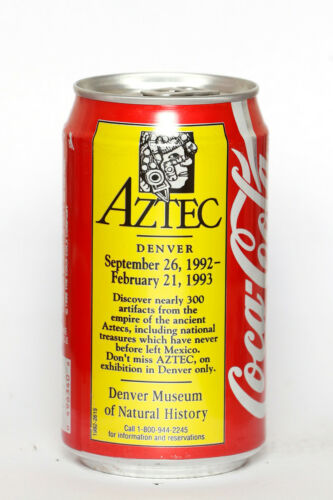 AZTEC
DENVER
September 26, 1992–
February 21, 1993
Discover nearly 300
artifacts from the
empire of the ancient
Aztecs, including national
treasures which have never
before left Mexico.
Don't miss AZTEC, on
exhibition in Denver only.
Denver Museum
of Natural History
Call 1-800-944-2245
for information and reservations
Coca-Cola